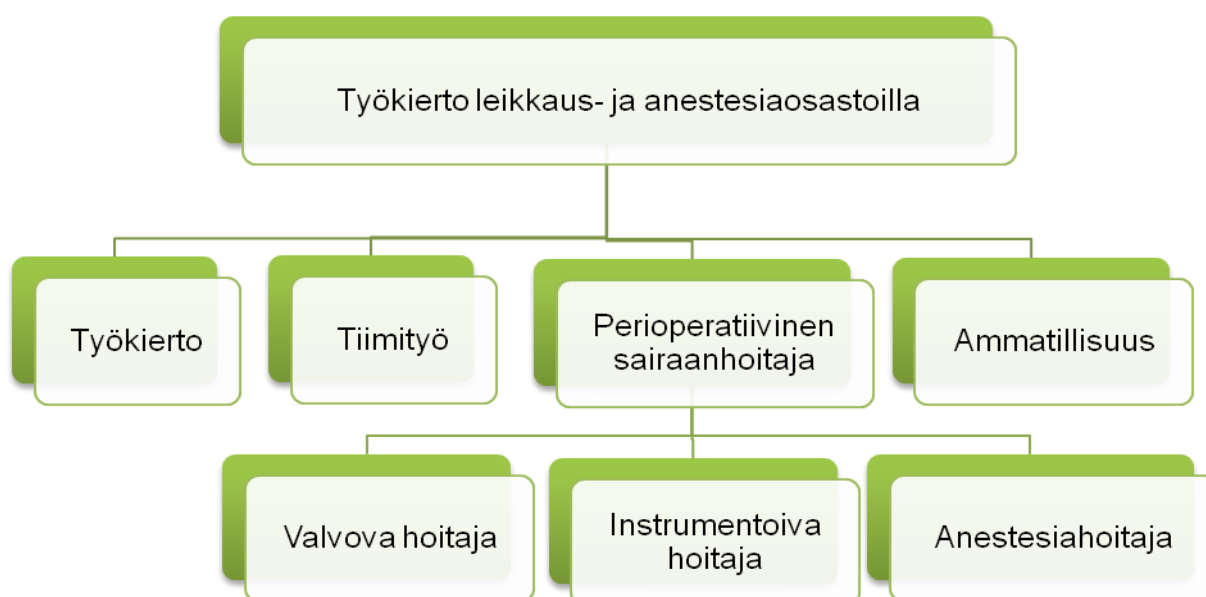 Työkierto leikkaus- ja anestesiaosastoilla
Työkierto
Tiimityö
Perioperatiivinen
sairaanhoitaja
Ammatillisuus
Valvova hoitaja
Instrumentoiva
hoitaja
Anestesiahoitaja